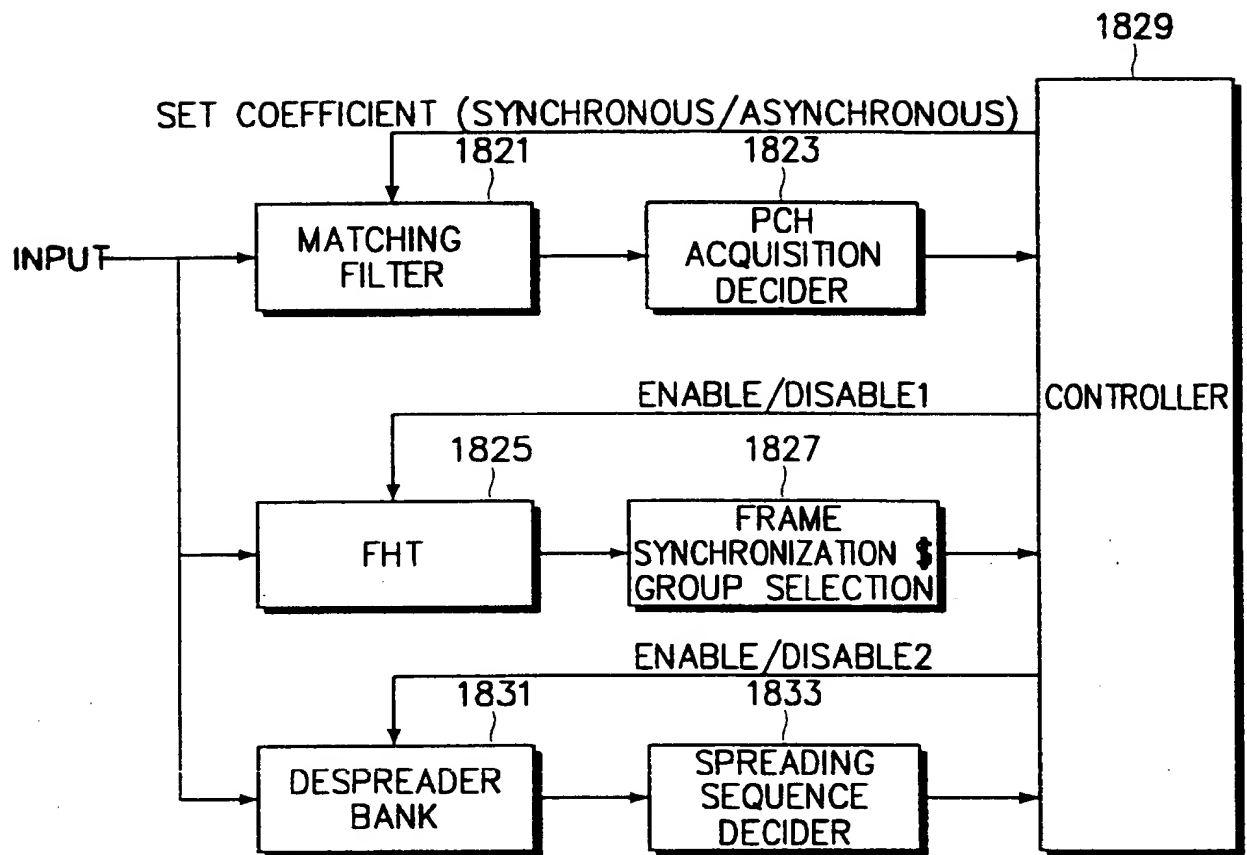 1829
SET COEFFICIENT (SYNCHRONOUS/ASYNCHRONOUS)
1821
1823
INPUT
MATCHING
FILTER
PCH
ACQUISITION
DECIDER
CONTROLLER
ENABLE/DISABLE1
1825
1827
FHT
FRAME
SYNCHRONIZATION $
GROUP SELECTION
ENABLE/DISABLE2
1831
1833
DESPREADER
BANK
SPREADING
SEQUENCE
DECIDER